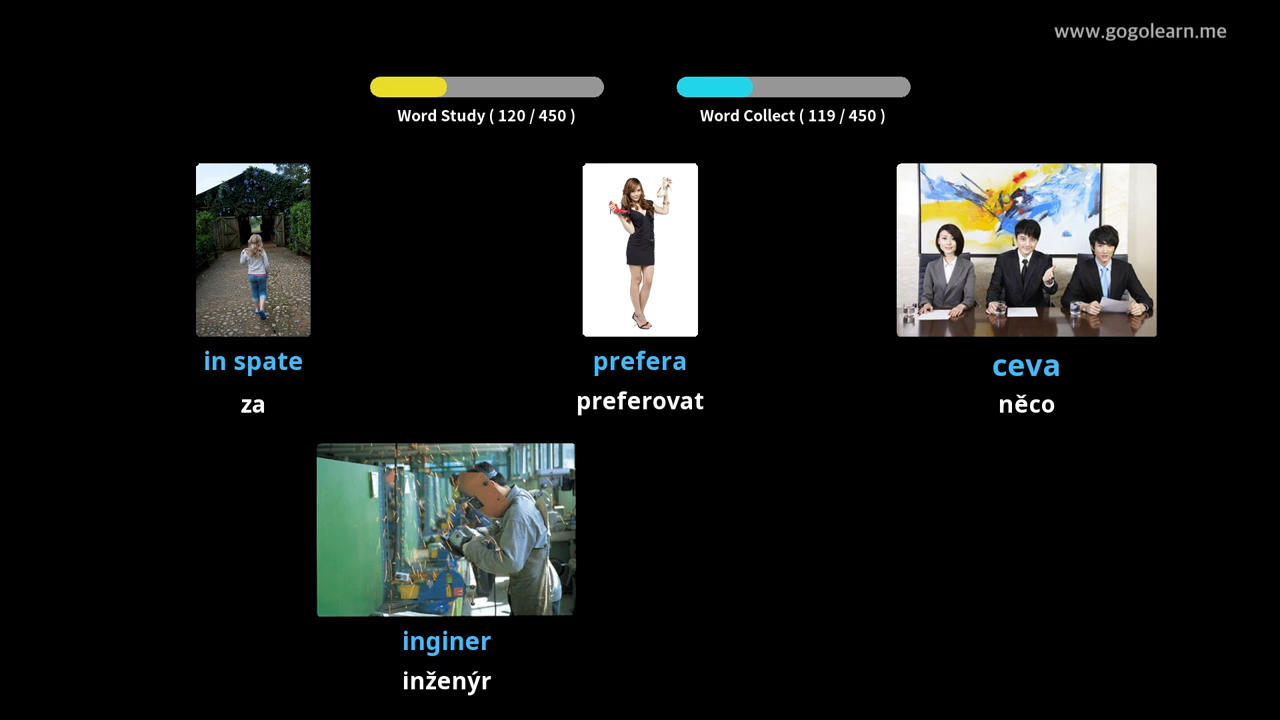 www.gogolearn.me
Word Study ( 120 / 450 )
Word Collect ( 119 / 450 )
in spate
za
prefera
preferovat
ceva
něco
inginer
inženýr